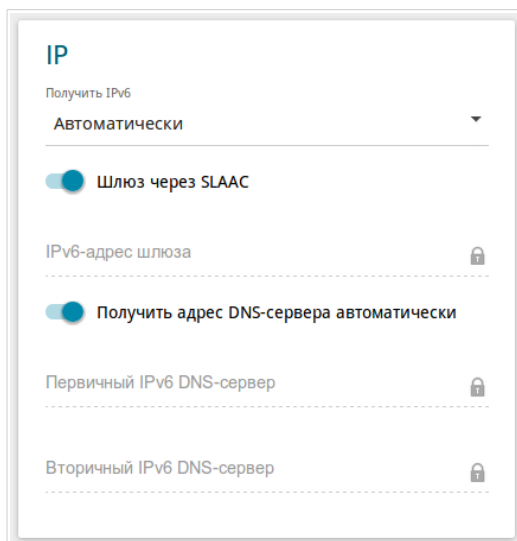 IP
Получить IPv6
Автоматически
Шлюз через SLAAC
IPv6-адрес шлюза
Получить адрес DNS-сервера автоматически
Первичный IPv6 DNS-сервер
Вторичный IPv6 DNS-сервер